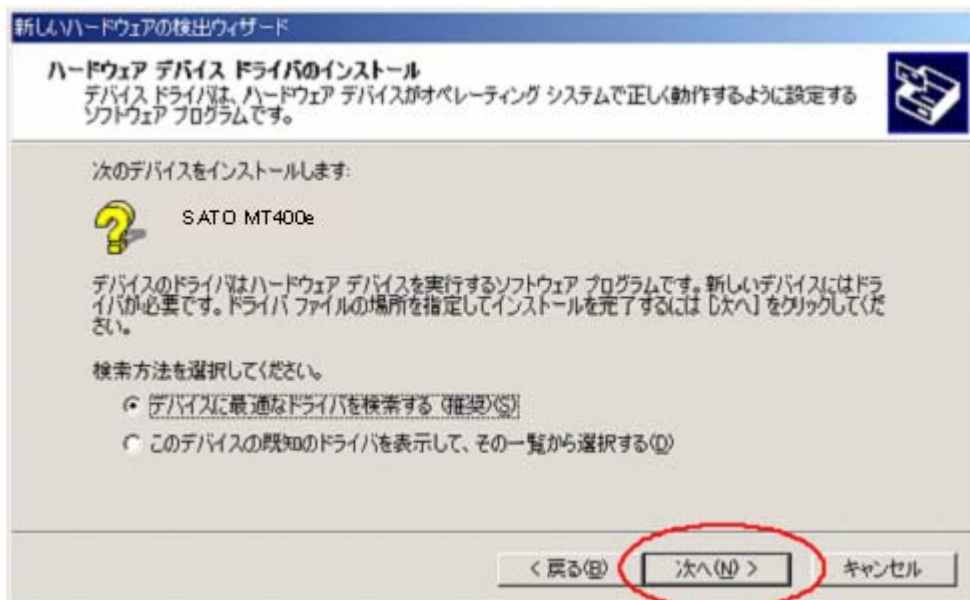 新しいハードウェアの検出ウィザード
ハードウェア デバイス ドライバのインストール
デバイス ドライバは、ハードウェア デバイスがオペレーティング システムで正しく動作するように設定する
ソフトウェア プログラムです。
次のデバイスをインストールします:
SATO MT400e
デバイスのドライバはハードウェア デバイスを実行するソフトウェア プログラムです。新しいデバイスにはドラ
イバが必要です。ドライバ ファイルの場所を指定してインストールを完了するには [次へ] をクリックしてくだ
さい。
検索方法を選択してください。
デバイスに最適なドライバを検索する (推奨)(S)
このデバイスの既知のドライバを表示して、その一覧から選択する(D)
< 戻る(B)
次へ(N) >
キャンセル